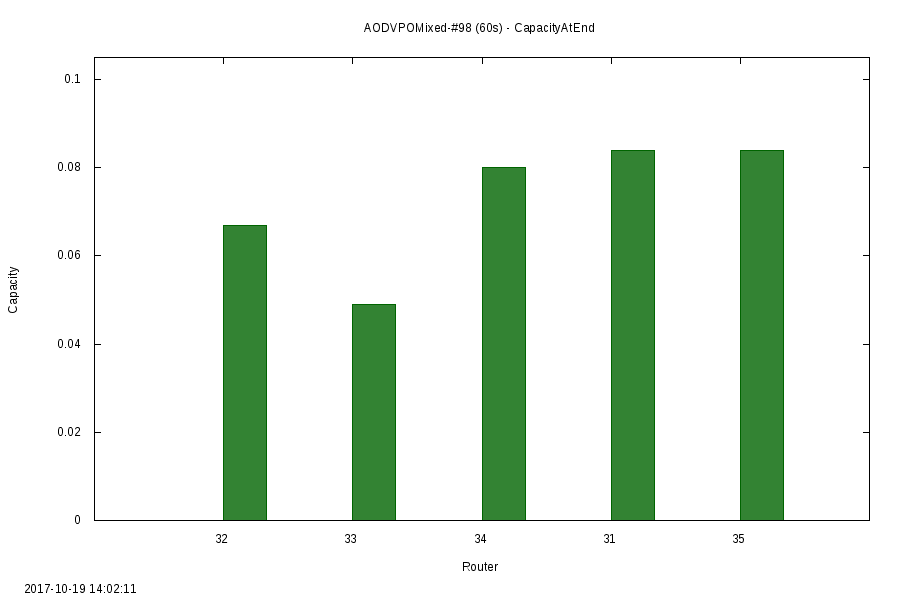 AODVPOMixed-#98 (60s) - CapacityAtEnd
0.1
0.08
0.06
0.04
0.02
0
Capacity
32 33 34 31 35
Router
2017-10-19 14:02:11